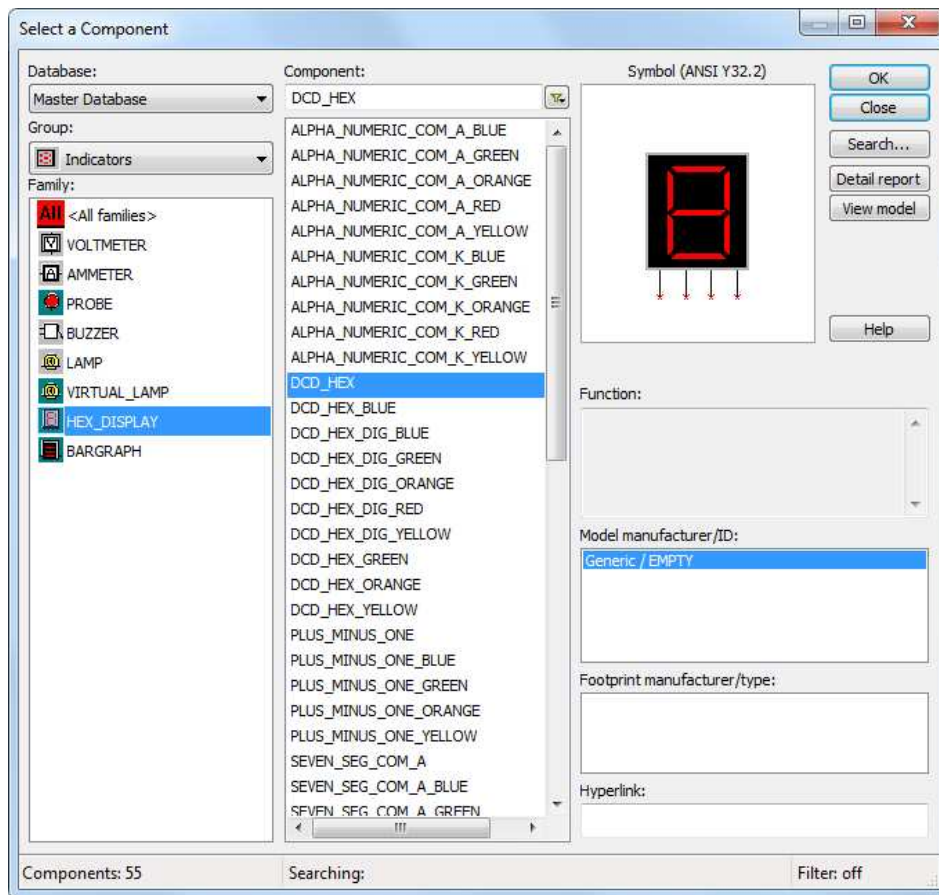 Select a Component
Database:
Master Database
Group:
Indicators
Family:
All <All families>
V VOLTMETER
A AMMETER
PROBE
BUZZER
LAMP
VIRTUAL_LAMP
HEX_DISPLAY
BARGRAPH
Component:
DCD_HEX
ALPHA_NUMERIC_COM_A_BLUE
ALPHA_NUMERIC_COM_A_GREEN
ALPHA_NUMERIC_COM_A_ORANGE
ALPHA_NUMERIC_COM_A_RED
ALPHA_NUMERIC_COM_A_YELLOW
ALPHA_NUMERIC_COM_K_BLUE
ALPHA_NUMERIC_COM_K_GREEN
ALPHA_NUMERIC_COM_K_ORANGE
ALPHA_NUMERIC_COM_K_RED
ALPHA_NUMERIC_COM_K_YELLOW
DCD_HEX
DCD_HEX_BLUE
DCD_HEX_DIG_BLUE
DCD_HEX_DIG_GREEN
DCD_HEX_DIG_ORANGE
DCD_HEX_DIG_RED
DCD_HEX_DIG_YELLOW
DCD_HEX_GREEN
DCD_HEX_ORANGE
DCD_HEX_YELLOW
PLUS_MINUS_ONE
PLUS_MINUS_ONE_BLUE
PLUS_MINUS_ONE_GREEN
PLUS_MINUS_ONE_ORANGE
PLUS_MINUS_ONE_YELLOW
SEVEN_SEG_COM_A
SEVEN_SEG_COM_A_BLUE
SEVEN_SEG_COM_A_GREEN
Symbol (ANSI Y32.2)
8
OK
Close
Search...
Detail report
View model
Help
Function:
Model manufacturer/ID:
Generic / EMPTY
Footprint manufacturer/type:
Hyperlink:
Components: 55
Searching:
Filter: off